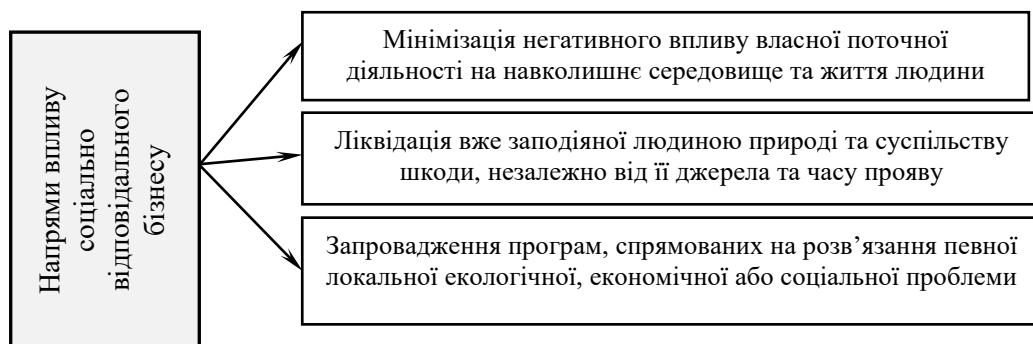 Напрями впливу
соціально
відповідального
бізнесу
Мінімізація негативного впливу власної поточної
діяльності на навколишнє середовище та життя людини
Ліквідація вже заподіяної людиною природі та суспільству
шкоди, незалежно від її джерела та часу прояву
Запровадження програм, спрямованих на розв’язання певної
локальної екологічної, економічної або соціальної проблеми